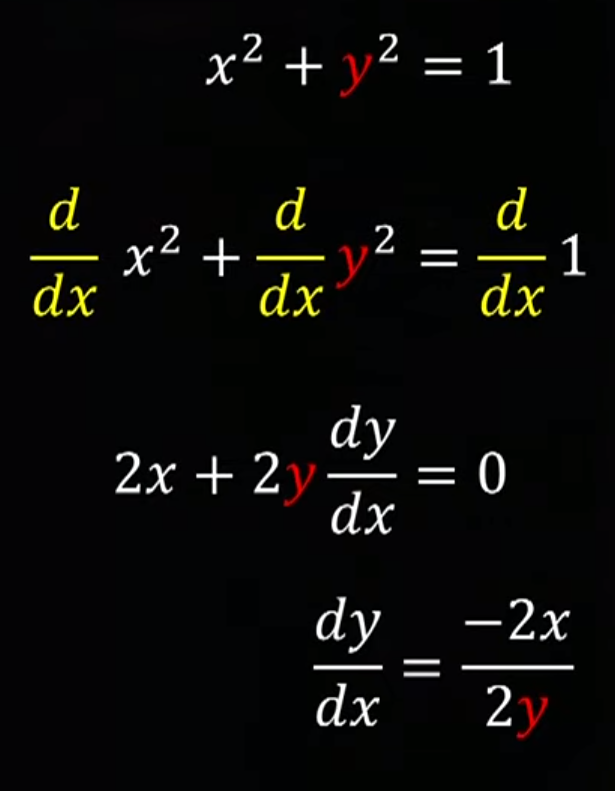 x² + y² = 1
d/dx x² + d/dx y² = d/dx 1
2x + 2y dy/dx = 0
dy/dx = −2x/2y